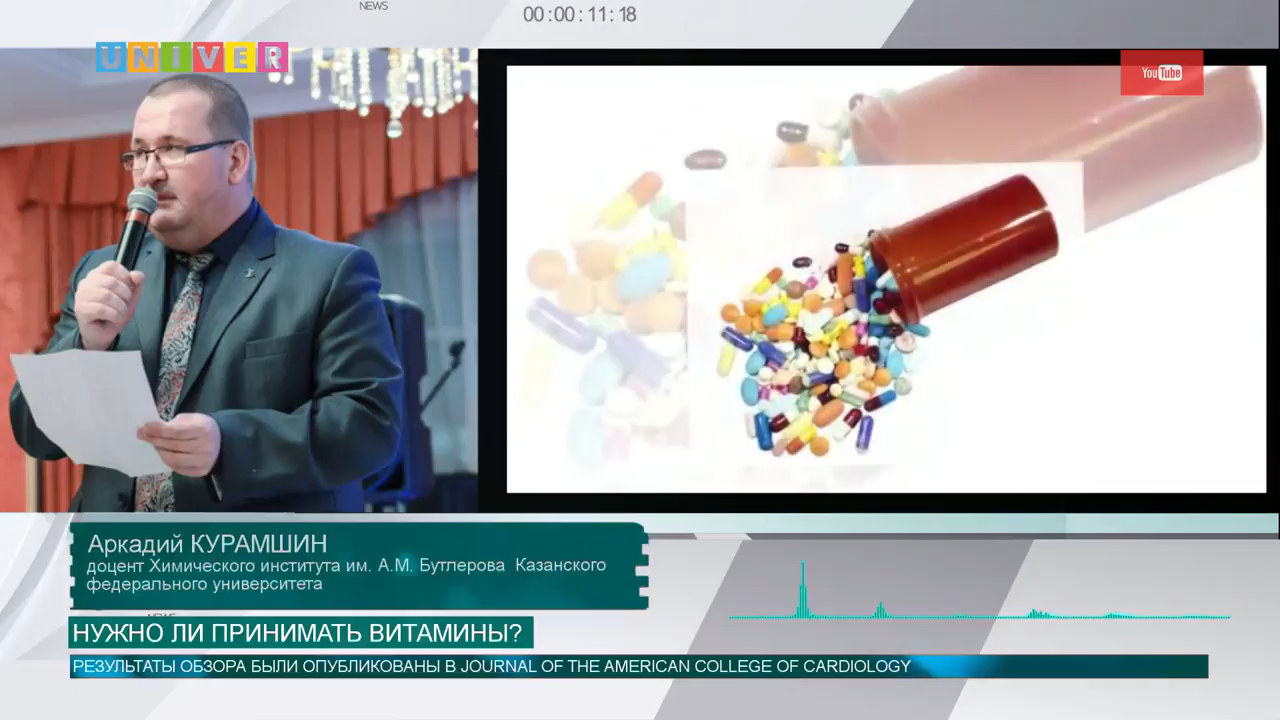 NEWS
00:00:11:18
UNIVER
YouTube
Аркадий КУРАМШИН
доцент Химического института им. А.М. Бутлерова Казанского
федерального университета
НУЖНО ЛИ ПРИНИМАТЬ ВИТАМИНЫ?
РЕЗУЛЬТАТЫ ОБЗОРА БЫЛИ ОПУБЛИКОВАНЫ В JOURNAL OF THE AMERICAN COLLEGE OF CARDIOLOGY